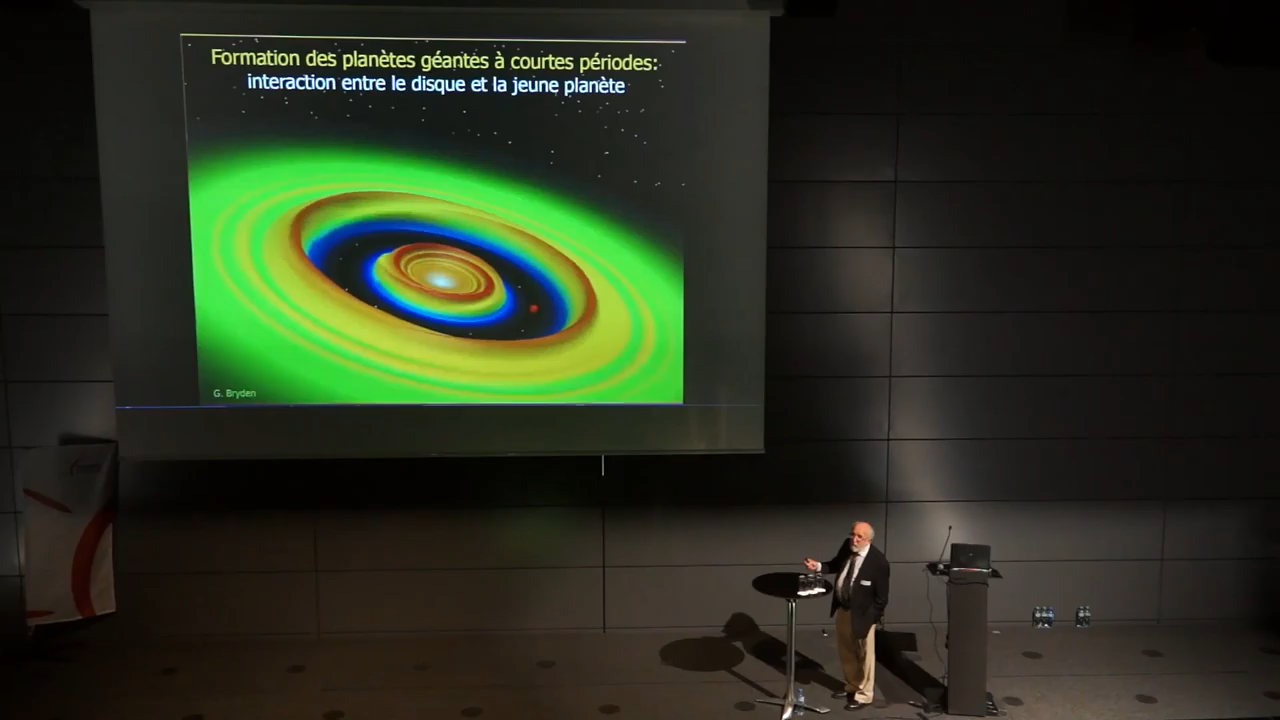 Formation des planètes géantes à courtes périodes:
interaction entre le disque et la jeune planète
G. Bryden